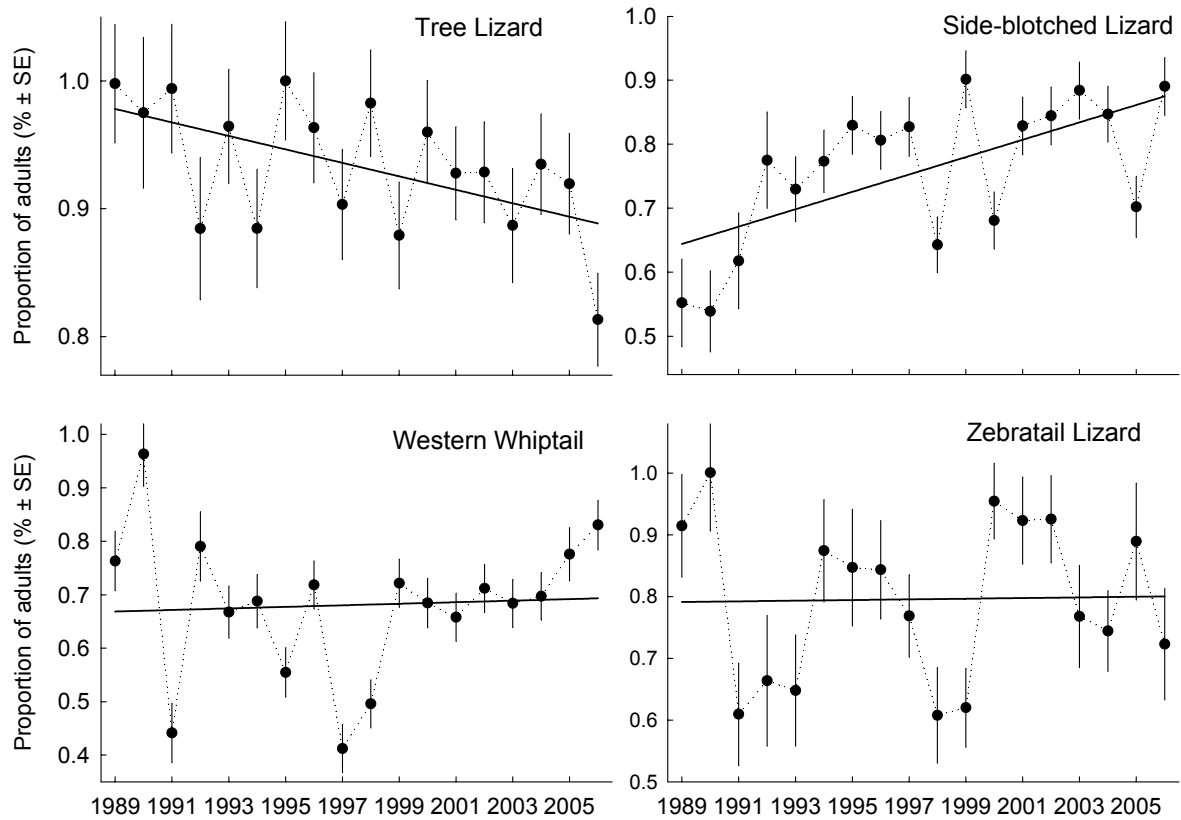 Tree Lizard
Proportion of adults (% ± SE)
1.0
0.9
0.8
Side-blotched Lizard
1.0
0.9
0.8
0.7
0.6
0.5
Western Whiptail
Proportion of adults (% ± SE)
1.0
0.9
0.8
0.7
0.6
0.5
0.4
1989 1991 1993 1995 1997 1999 2001 2003 2005
Zebratail Lizard
1.0
0.9
0.8
0.7
0.6
0.5
1989 1991 1993 1995 1997 1999 2001 2003 2005